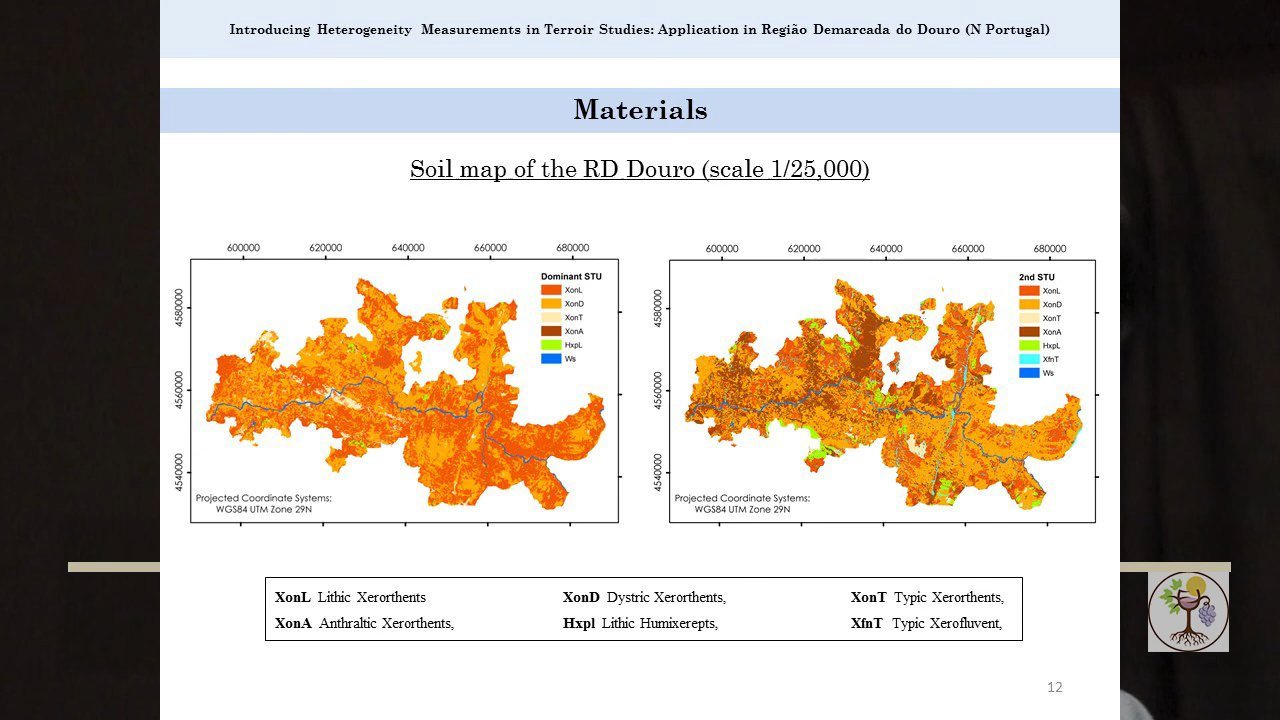 Introducing Heterogeneity Measurements in Terroir Studies: Application in Região Demarcada do Douro (N Portugal)
Materials
Soil map of the RD Douro (scale 1/25,000)
600000 620000 640000 660000 680000
4580000
4560000
4540000
Dominant STU
XonL
XonD
XonT
XonA
HxpL
Ws
Projected Coordinate Systems:
WGS84 UTM Zone 29N
600000 620000 640000 660000 680000
4580000
4560000
4540000
2nd STU
XonL
XonD
XonT
XonA
HxpL
XfnT
Ws
Projected Coordinate Systems:
WGS84 UTM Zone 29N
XonL Lithic Xerorthents XonD Dystric Xerorthents, XonT Typic Xerorthents,
XonA Anthraltic Xerorthents, Hxpl Lithic Humixerepts, XfnT Typic Xerofluvent,
12